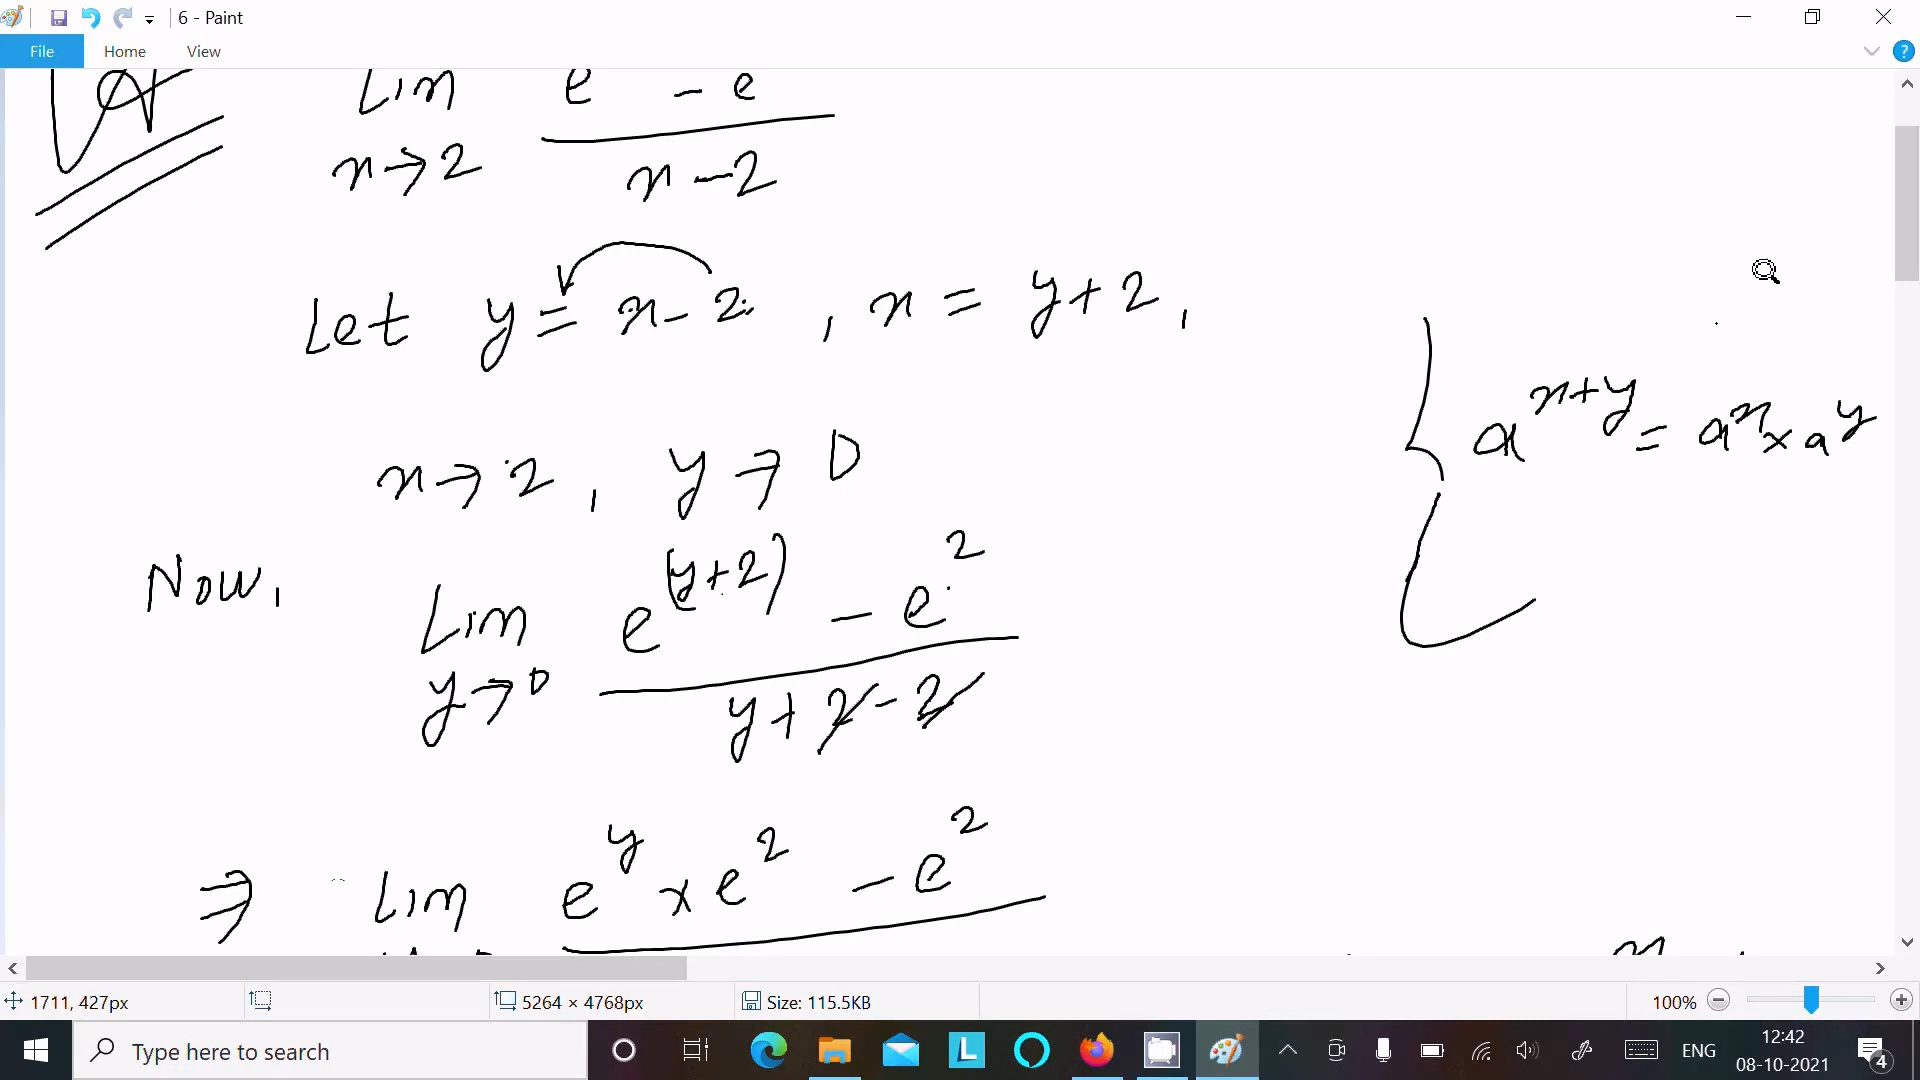 6 - Paint
File Home View
Lim e - e
x→2 x-2
Let y = x-2, x = y+2,
a^{x+y} = a^x × a^y
x→2, y→0
Now, Lim e^{(y+2)} - e^2
y→0 y+2-2
⇒ Lim e^y × e^2 - e^2
1711, 427px 5264 × 4768px Size: 115.5KB 100%
Type here to search L ENG 12:42
08-10-2021 4